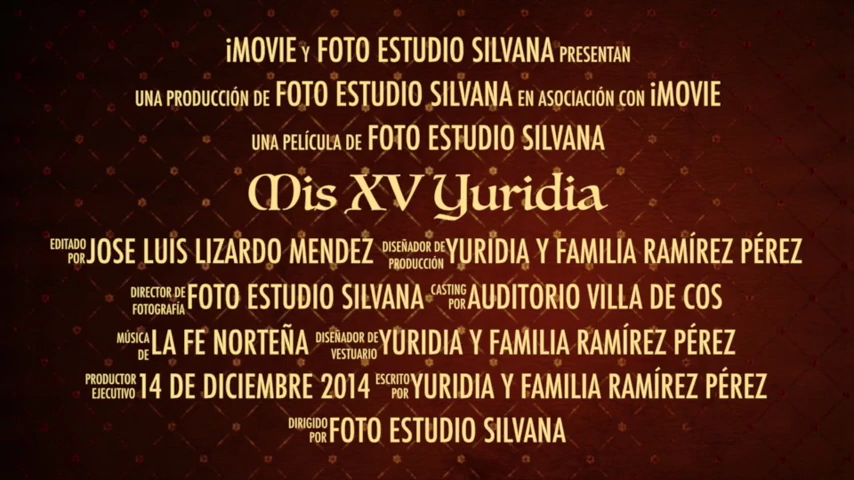 iMOVIE Y FOTO ESTUDIO SILVANA PRESENTAN
UNA PRODUCCIÓN DE FOTO ESTUDIO SILVANA EN ASOCIACIÓN CON iMOVIE
UNA PELÍCULA DE FOTO ESTUDIO SILVANA
Mis XV Yuridia
EDITADO POR JOSE LUIS LIZARDO MENDEZ DISEÑADOR DE PRODUCCIÓN YURIDIA Y FAMILIA RAMÍREZ PÉREZ
DIRECTOR DE FOTOGRAFÍA FOTO ESTUDIO SILVANA CASTING POR AUDITORIO VILLA DE COS
MÚSICA DE LA FE NORTEÑA DISEÑADOR DE VESTUARIO YURIDIA Y FAMILIA RAMÍREZ PÉREZ
PRODUCTOR EJECUTIVO 14 DE DICIEMBRE 2014 ESCRITO POR YURIDIA Y FAMILIA RAMÍREZ PÉREZ
DIRIGIDO POR FOTO ESTUDIO SILVANA